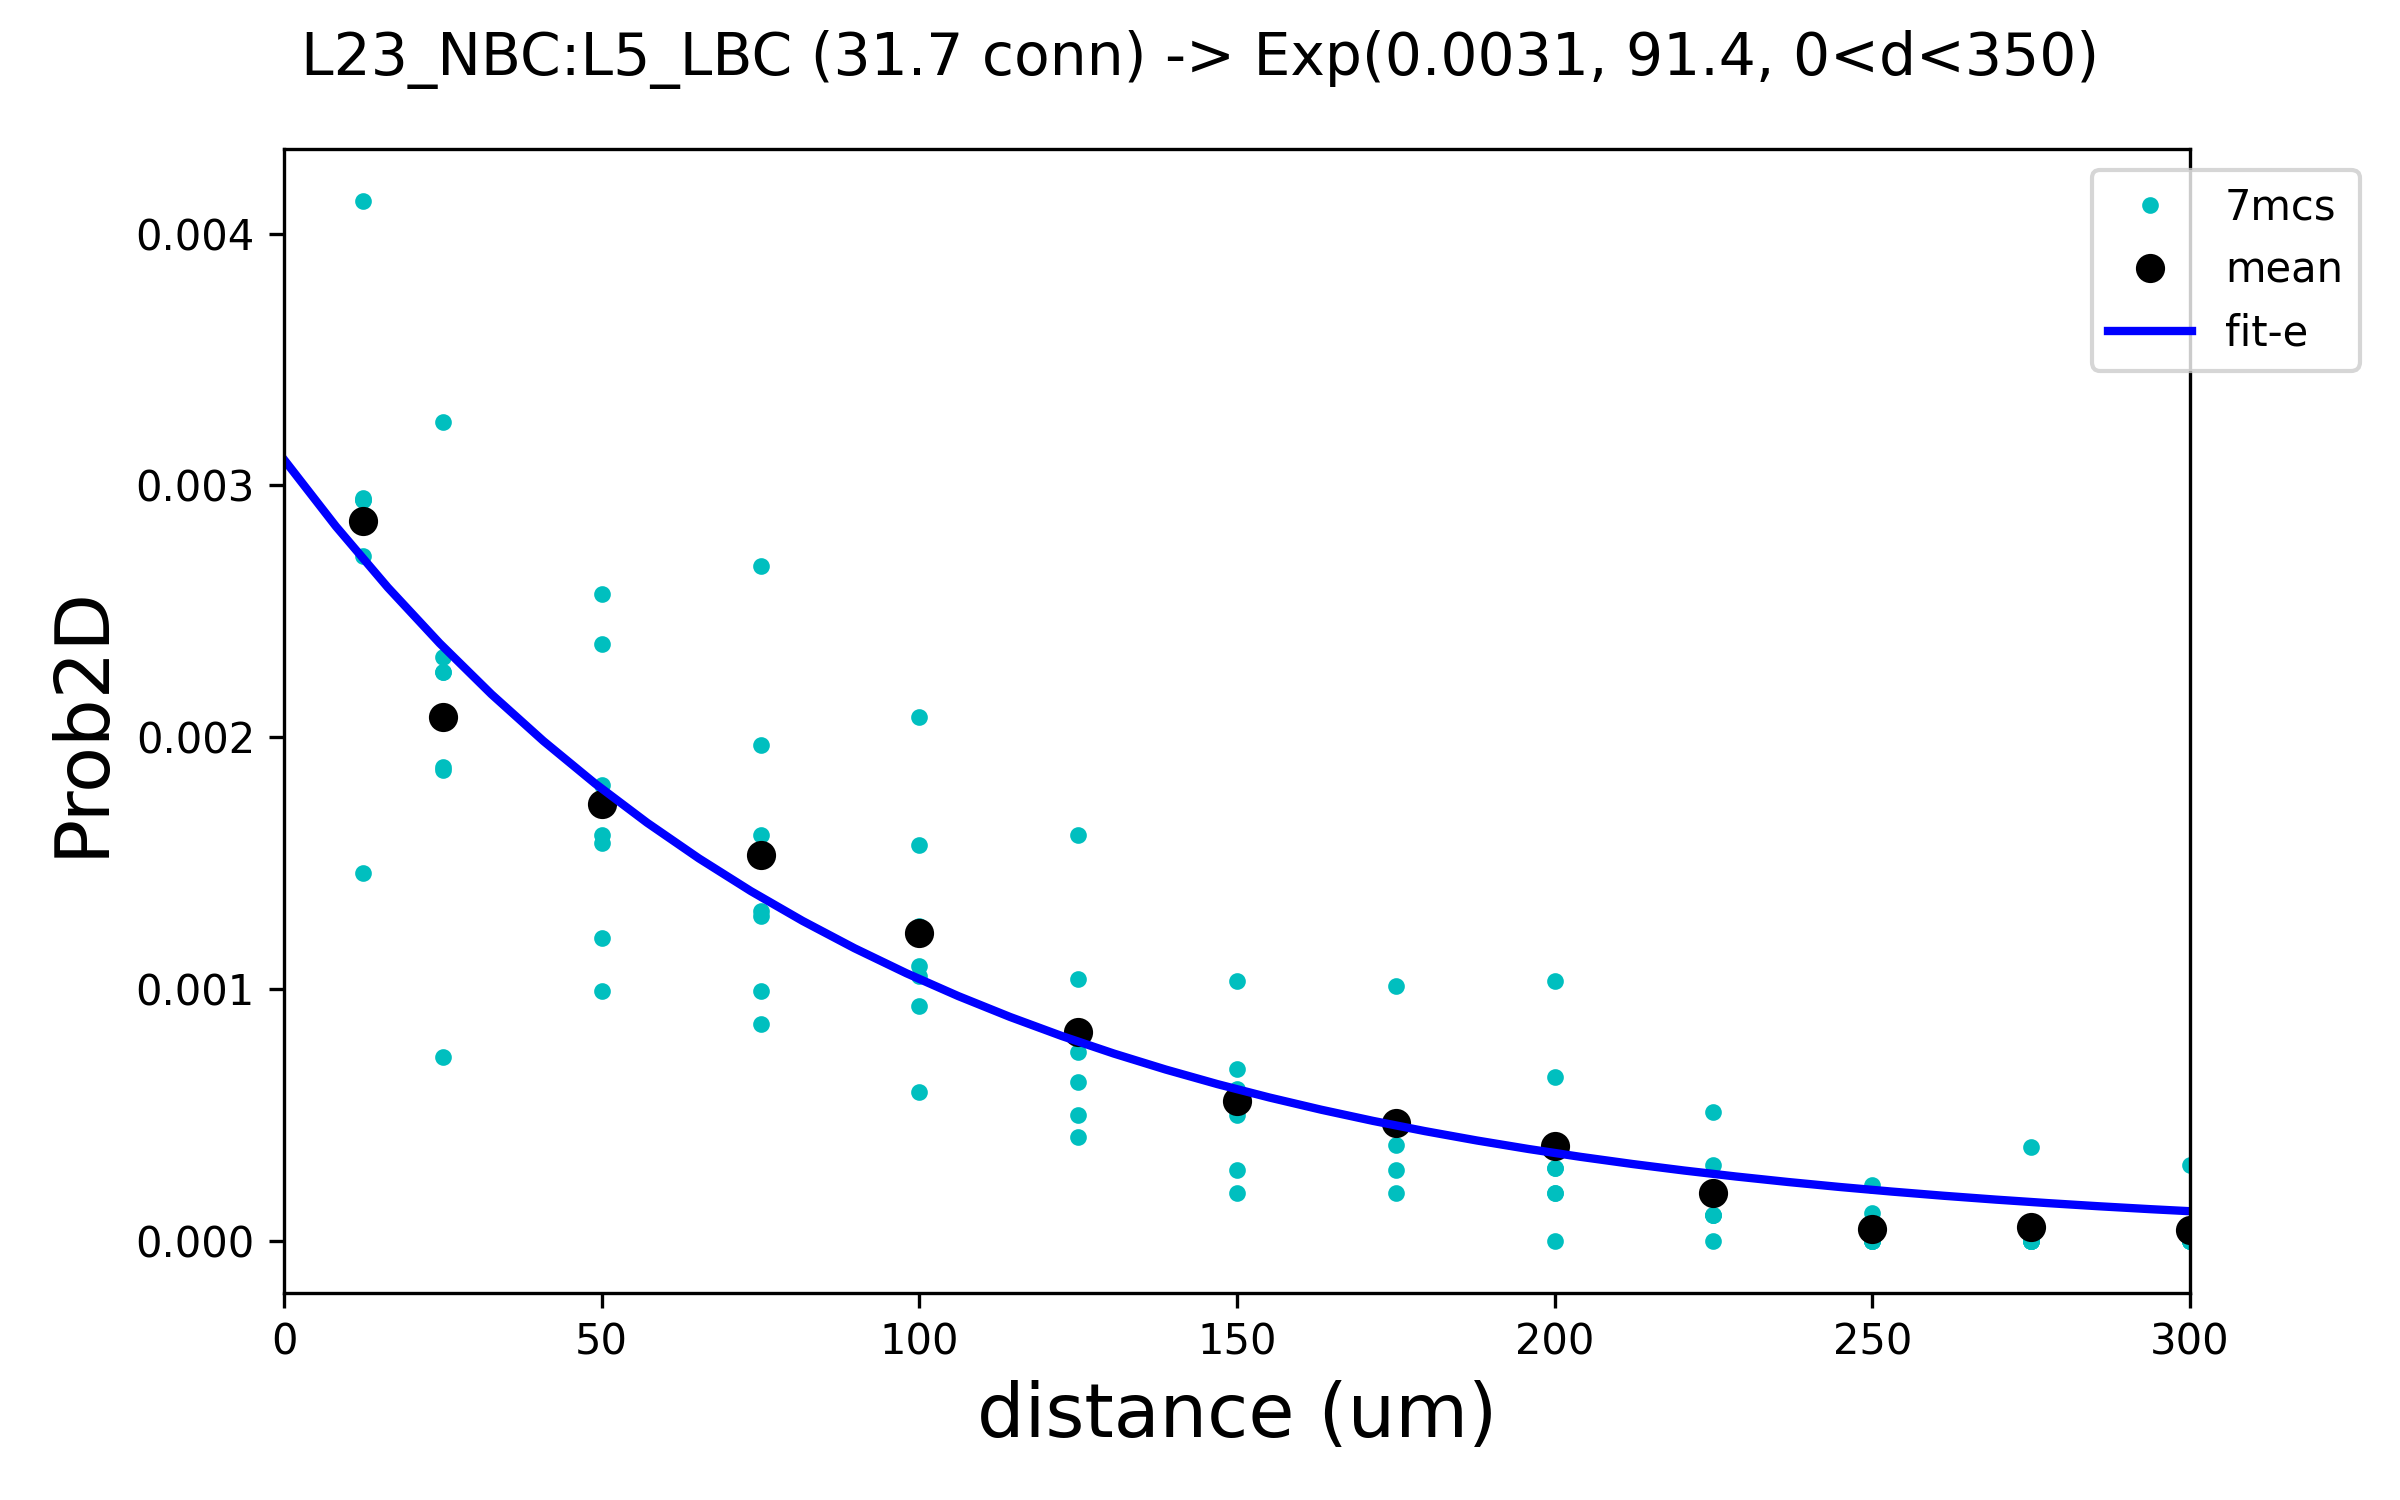 L23_NBC:L5_LBC (31.7 conn) -> Exp(0.0031, 91.4, 0<d<350)
7mcs
mean
fit-e
0.004
0.003
0.002
0.001
0.000
Prob2D
0 50 100 150 200 250 300
distance (um)